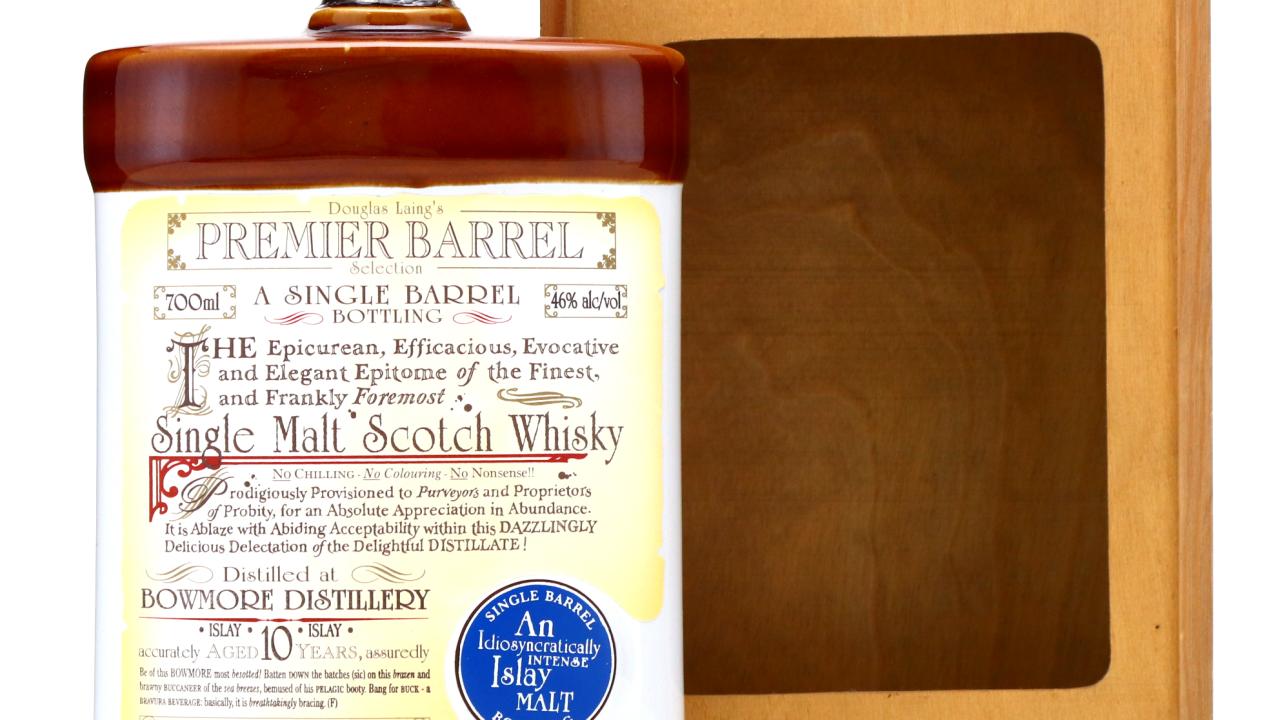 Douglas Laing's
PREMIER BARREL
Selection
700ml
A SINGLE BARREL
BOTTLING
46% alc/vol
THE Epicurean, Efficacious, Evocative
and Elegant Epitome of the Finest,
and Frankly Foremost
Single Malt Scotch Whisky
No CHILLING - No Colouring - No Nonsense!!
Prodigiously Provisioned to Purveyors and Proprietors
of Probity, for an Absolute Appreciation in Abundance.
It is Ablaze with Abiding Acceptability within this DAZZLINGLY
Delicious Delectation of the Delightful DISTILLATE!
Distilled at
BOWMORE DISTILLERY
• ISLAY • 10 • ISLAY •
accurately AGED 10 YEARS, assuredly
Be of this BOWMORE most besotted! Batten DOWN the batches (sic) on this brazen and
brawny BUCCANEER of the sea breezes, bemused of his PELAGIC booty. Bang for BUCK - a
BRAVURA BEVERAGE: basically, it is breathtakingly bracing. (F)
SINGLE BARREL
An
Idiosyncratically
INTENSE
Islay
MALT